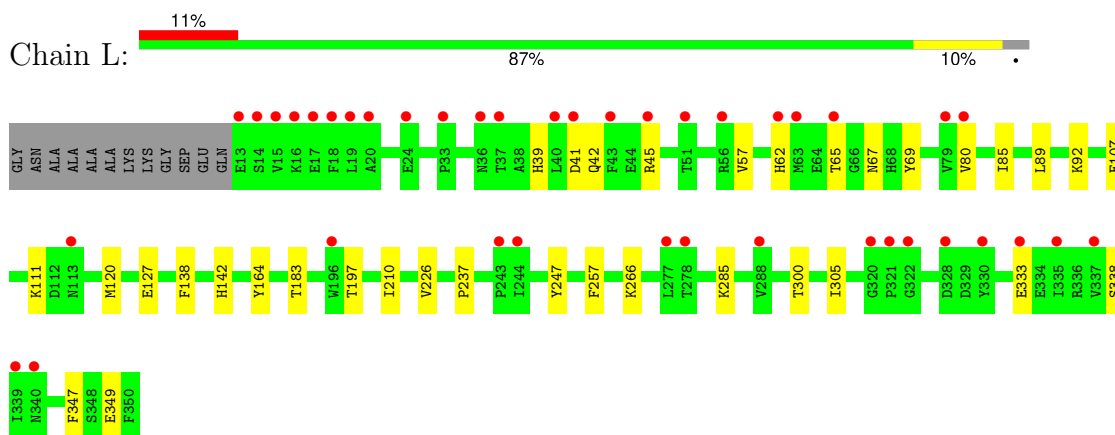 11%
Chain L:
87% 10% •
GLY ASN ALA ALA ALA ALA LYS LYS GLY SEP GLU GLN E13 S14 V15 K16 E17 F18 L19 A20 E24 P33 N36 T37 A38 H39 L40 D41 Q42 F43 E44 R45 T51 R56 V57 H62 M63 E64 T65 G66 N67 H68 Y69 V79 V80 I85 L89 K92 E107
K111 D112 N113 M120 E127 F138 H142 Y164 T183 W196 T197 I210 V226 P237 P243 I244 Y247 F257 K266 L277 T278 K285 V288 T300 I305 G320 P321 G322 D328 D329 Y330 E333 E334 I335 R336 V337 S338
I339 N340 F347 S348 E349 F350